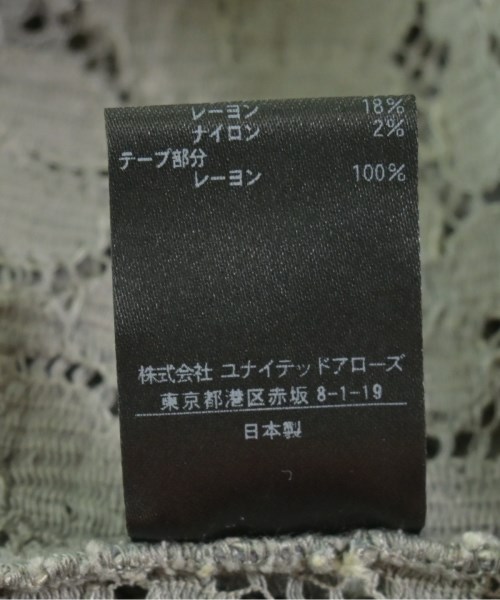 レーヨン 18%
ナイロン 2%
テープ部分
レーヨン 100%
株式会社 ユナイテッドアローズ
東京都港区赤坂 8-1-19
日本製